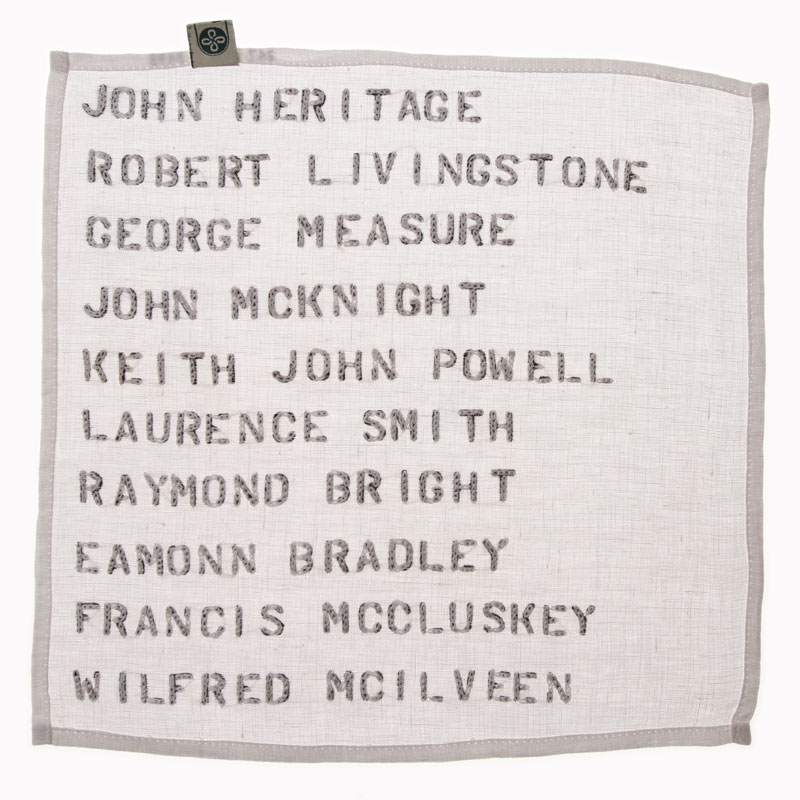 JOHN HERITAGE
ROBERT LIVINGSTONE
GEORGE MEASURE
JOHN MCKNIGHT
KEITH JOHN POWELL
LAURENCE SMITH
RAYMOND BRIGHT
EAMONN BRADLEY
FRANCIS MCCLUSKEY
WILFRED MCILVEEN